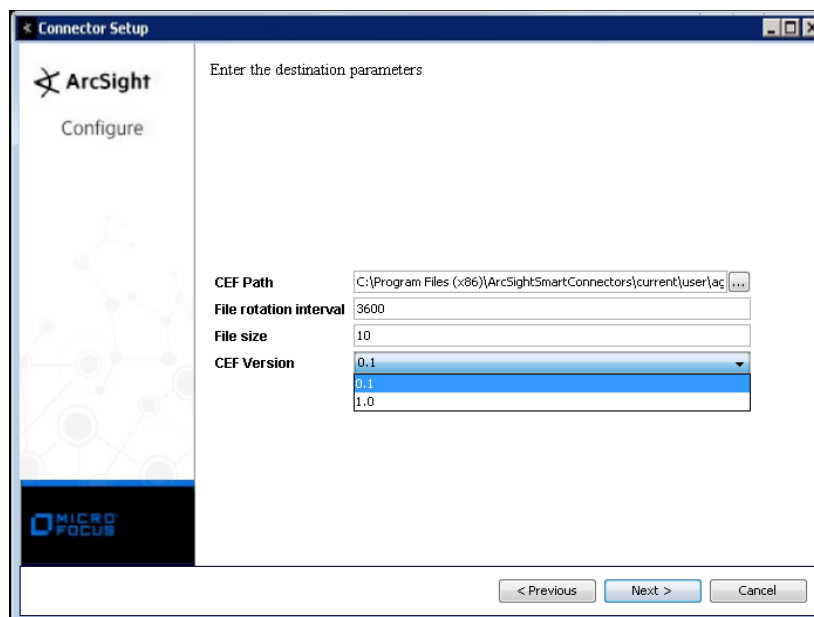 Connector Setup
ArcSight
Configure
Enter the destination parameters
CEF Path C:\Program Files (x86)\ArcSightSmartConnectors\current\user\ag ...
File rotation interval 3600
File size 10
CEF Version 0.1
0.1
1.0
MICRO
FOCUS
< Previous Next > Cancel